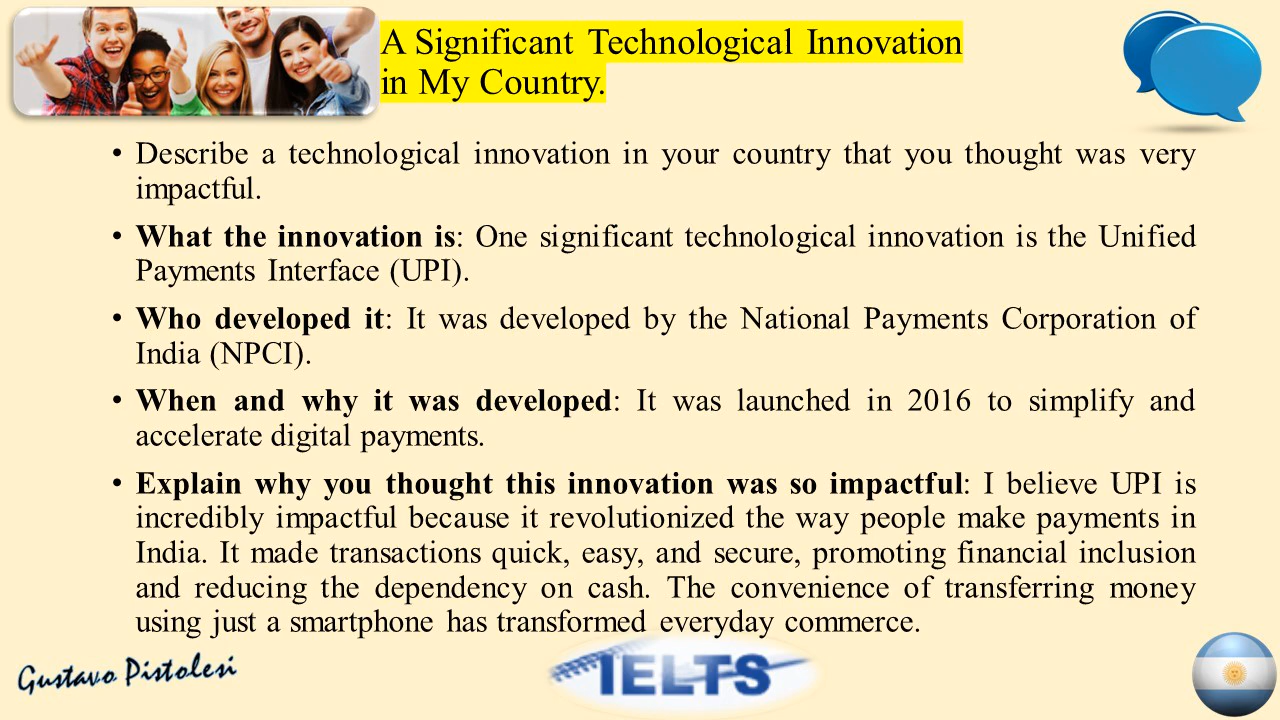 A Significant Technological Innovation
in My Country.
• Describe a technological innovation in your country that you thought was very
impactful.
• What the innovation is: One significant technological innovation is the Unified
Payments Interface (UPI).
• Who developed it: It was developed by the National Payments Corporation of
India (NPCI).
• When and why it was developed: It was launched in 2016 to simplify and
accelerate digital payments.
• Explain why you thought this innovation was so impactful: I believe UPI is
incredibly impactful because it revolutionized the way people make payments in
India. It made transactions quick, easy, and secure, promoting financial inclusion
and reducing the dependency on cash. The convenience of transferring money
using just a smartphone has transformed everyday commerce.
Gustavo Pistolesi
IELTS